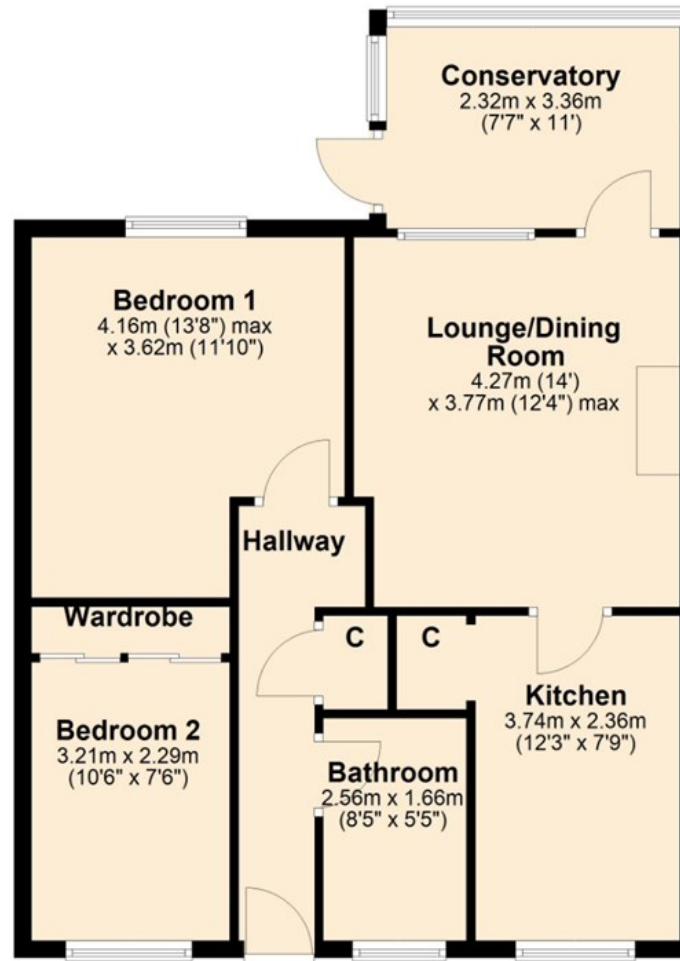 Conservatory
2.32m x 3.36m
(7'7" x 11')
Bedroom 1
4.16m (13'8") max
x 3.62m (11'10")
Lounge/Dining
Room
4.27m (14')
x 3.77m (12'4") max
Hallway
Wardrobe
C
C
Kitchen
3.74m x 2.36m
(12'3" x 7'9")
Bedroom 2
3.21m x 2.29m
(10'6" x 7'6")
Bathroom
2.56m x 1.66m
(8'5" x 5'5")